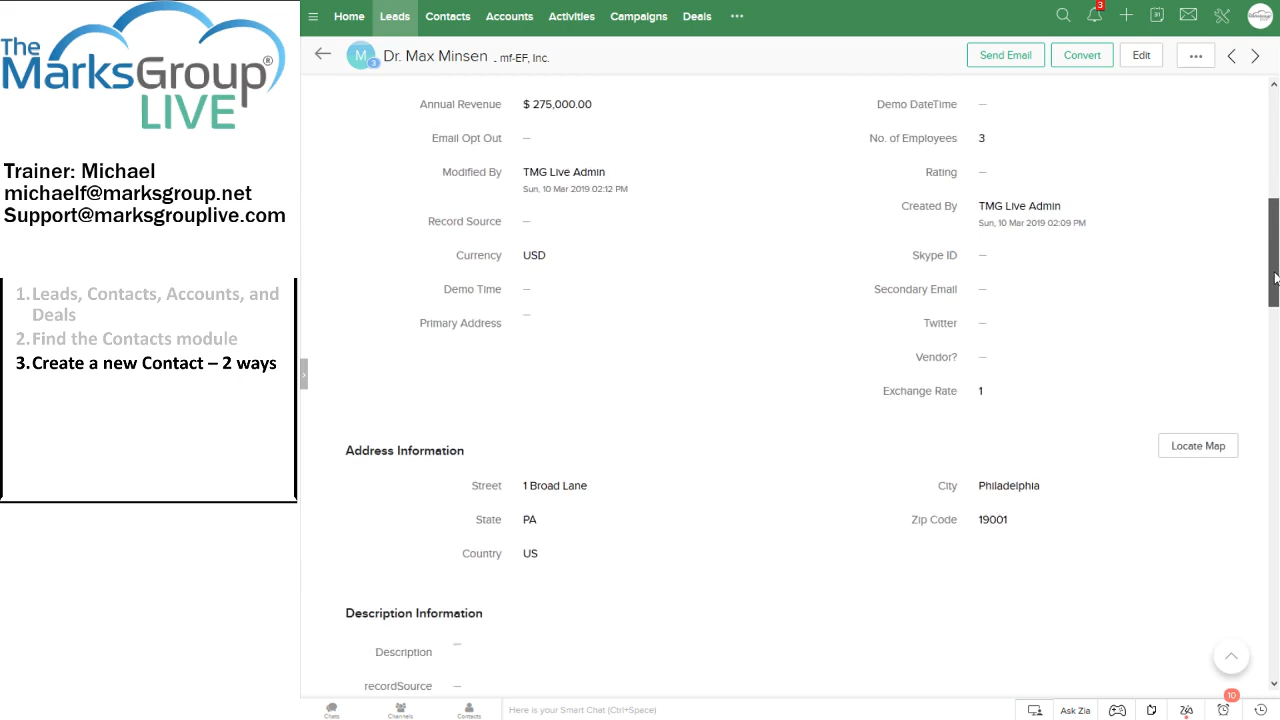 The
MarksGroup®
LIVE
Trainer: Michael
michaelf@marksgroup.net
Support@marksgrouplive.com
1. Leads, Contacts, Accounts, and
Deals
2. Find the Contacts module
3. Create a new Contact – 2 ways
Home Leads Contacts Accounts Activities Campaigns Deals ••• 3 31
M 3 Dr. Max Minsen - mf-EF, Inc. Send Email Convert Edit •••
Annual Revenue $ 275,000.00 Demo DateTime —
Email Opt Out — No. of Employees 3
Modified By TMG Live Admin Rating —
Sun, 10 Mar 2019 02:12 PM
Record Source — Created By TMG Live Admin
Sun, 10 Mar 2019 02:09 PM
Currency USD Skype ID —
Demo Time — Secondary Email —
Primary Address — Twitter —
Vendor? —
Exchange Rate 1
Address Information Locate Map
Street 1 Broad Lane City Philadelphia
State PA Zip Code 19001
Country US
Description Information
Description —
recordSource —
10
Chats Channels Contacts Here is your Smart Chat (Ctrl+Space) Ask Zia